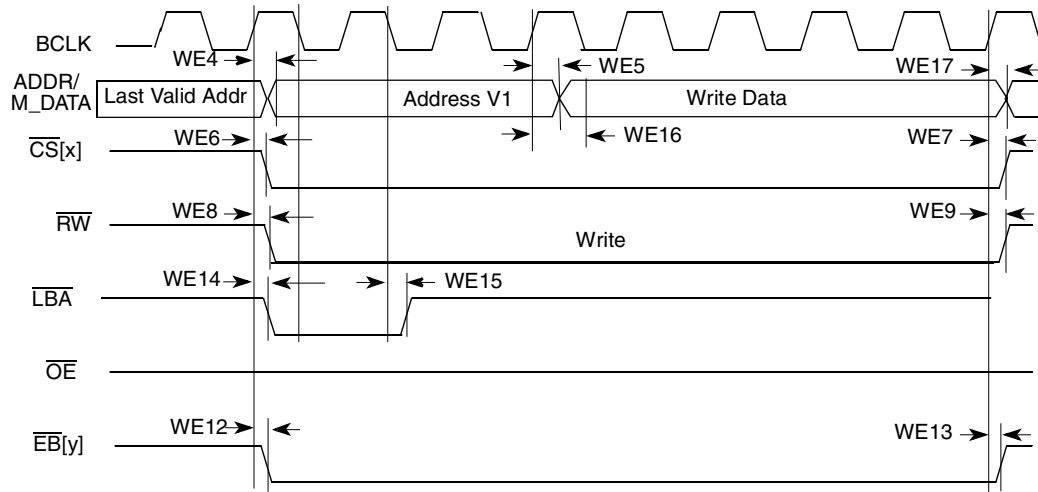 BCLK
WE4
WE5
WE17
ADDR/
M_DATA
Last Valid Addr
Address V1
Write Data
WE6
WE16
WE7
CS[x]
WE8
WE9
RW
Write
WE14
WE15
LBA
OE
WE12
WE13
EB[y]